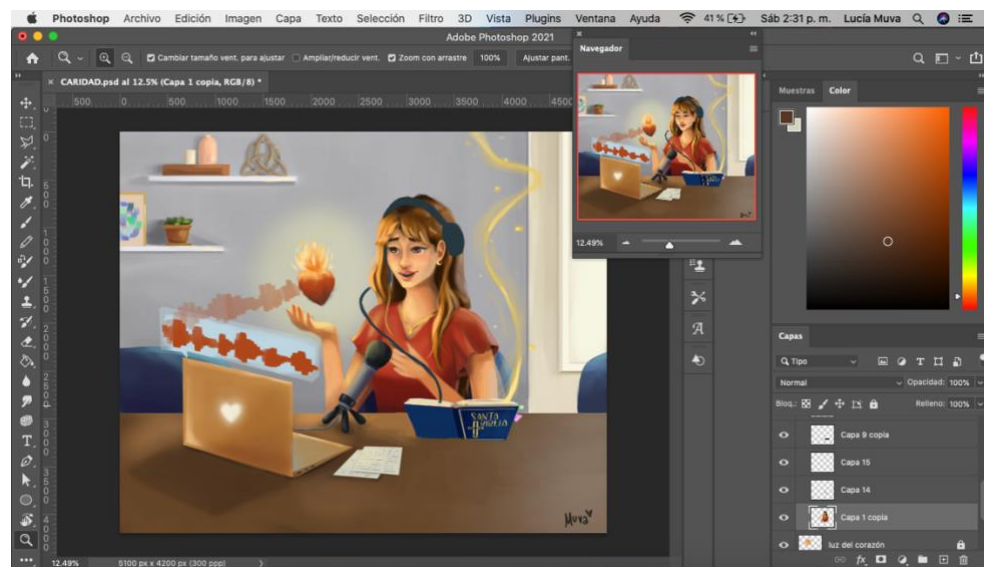 Photoshop Archivo Edición Imagen Capa Texto Selección Filtro 3D Vista Plugins Ventana Ayuda 41 % Sáb 2:31 p. m. Lucía Muva
Adobe Photoshop 2021
Cambiar tamaño vent. para ajustar Ampliar/reducir vent. Zoom con arrastre 100% Ajustar pant.
Navegador
12.49%
× CARIDAD.psd al 12.5% (Capa 1 copia, RGB/8) *
500 0 500 1000 1500 2000 2500 3000 3500 4000 4500
SANTA
BIBLIA
Muva
12.49% 5100 px x 4200 px (300 ppp)
Muestras Color
Capas
Tipo
Normal Opacidad: 100%
Bloq.: Relleno: 100%
Capa 9 copia
Capa 15
Capa 14
Capa 1 copia
luz del corazón